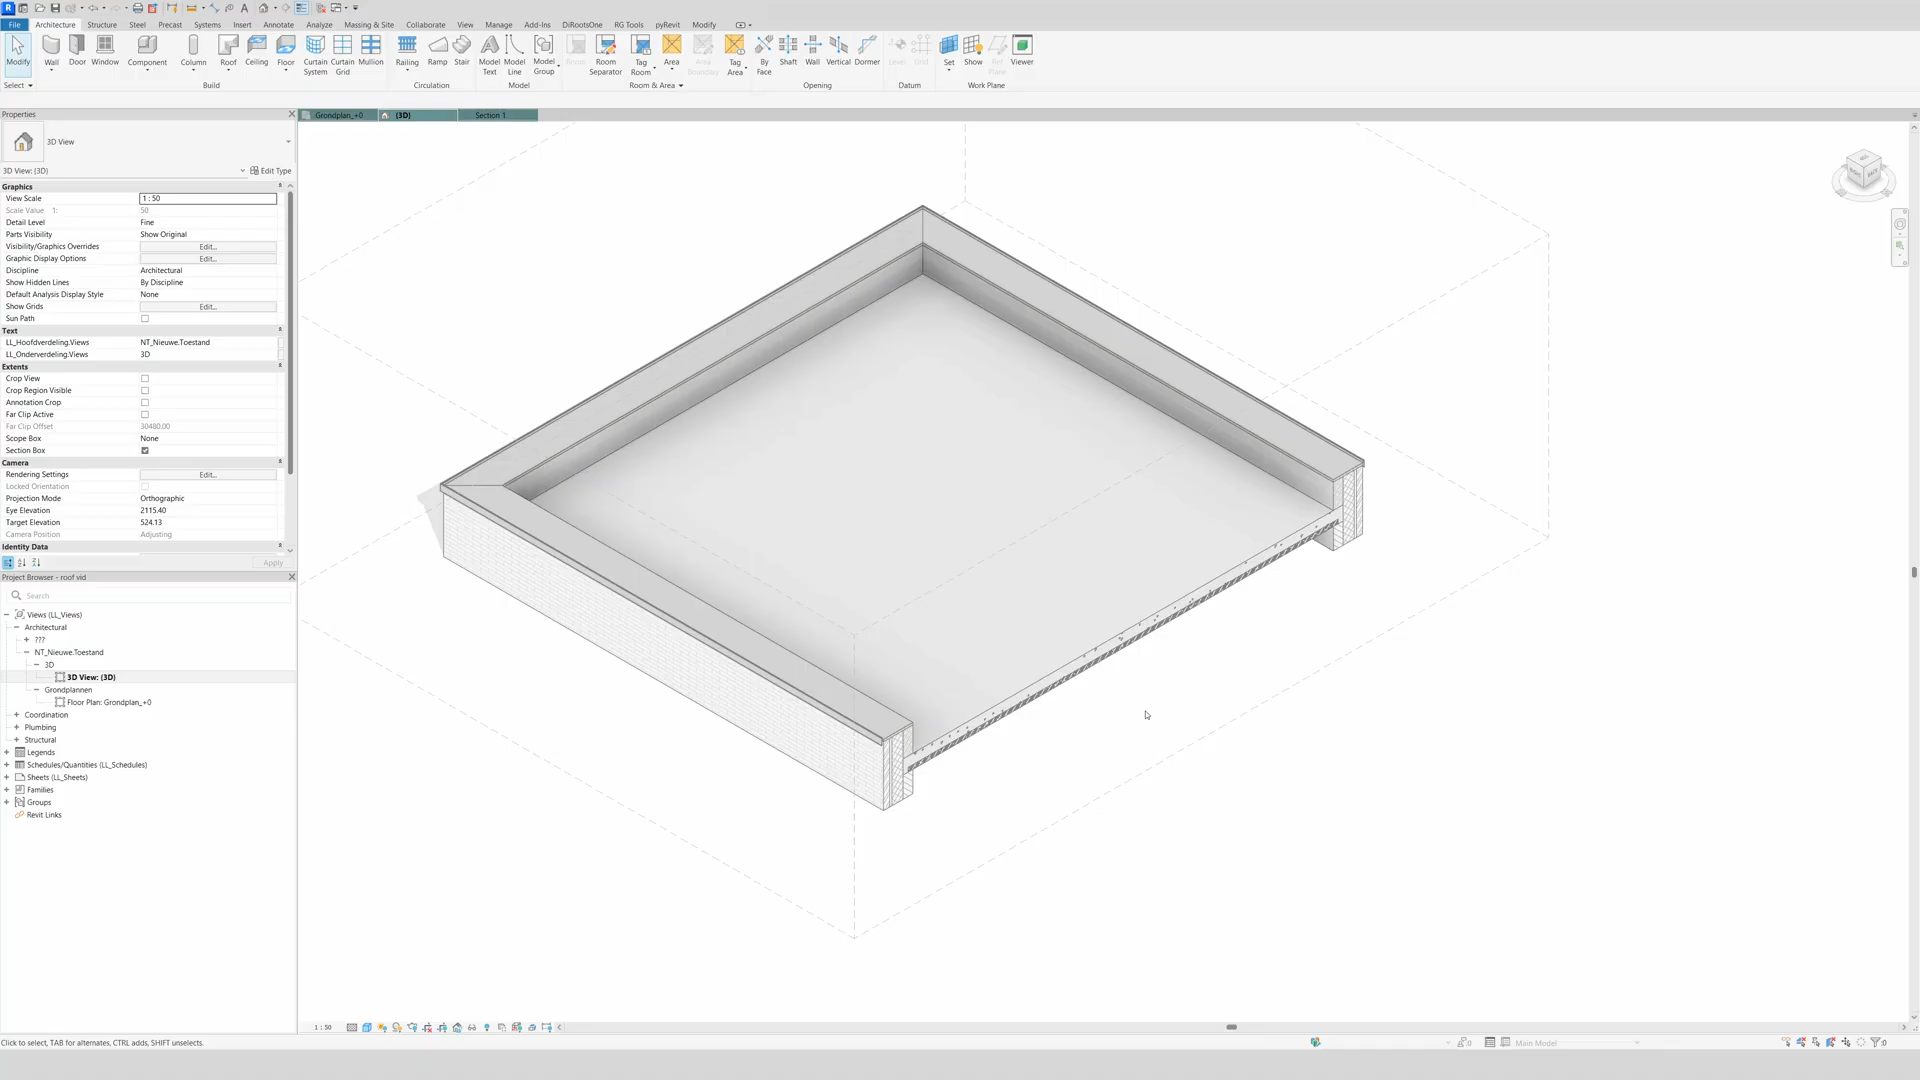 File Architecture Structure Steel Precast Systems Insert Annotate Analyze Massing & Site Collaborate View Manage Add-Ins DiRootsOne RG Tools pyRevit Modify
Modify Wall Door Window Component Column Roof Ceiling Floor Curtain System Curtain Grid Mullion Railing Ramp Stair Model Text Model Line Model Group Room Room Separator Tag Room Area Area Boundary Tag Area By Face Shaft Wall Vertical Dormer Level Grid Set Show Ref Plane Viewer
Select Build Circulation Model Room & Area Opening Datum Work Plane
Properties
Grondplan_+0 {3D} Section 1
3D View
3D View: {3D} Edit Type
Graphics
View Scale 1 : 50
Scale Value 1: 50
Detail Level Fine
Parts Visibility Show Original
Visibility/Graphics Overrides Edit...
Graphic Display Options Edit...
Discipline Architectural
Show Hidden Lines By Discipline
Default Analysis Display Style None
Show Grids Edit...
Sun Path
Text
LL_Hoofdverdeling.Views NT_Nieuwe.Toestand
LL_Onderverdeling.Views 3D
Extents
Crop View
Crop Region Visible
Annotation Crop
Far Clip Active
Far Clip Offset 30480.00
Scope Box None
Section Box
Camera
Rendering Settings Edit...
Locked Orientation
Projection Mode Orthographic
Eye Elevation 2115.40
Target Elevation 524.13
Camera Position Adjusting
Identity Data
Apply
Project Browser - roof vid
Search
Views (LL_Views)
Architectural
???
NT_Nieuwe.Toestand
3D
3D View: {3D}
Grondplannen
Floor Plan: Grondplan_+0
Coordination
Plumbing
Structural
Legends
Schedules/Quantities (LL_Schedules)
Sheets (LL_Sheets)
Families
Groups
Revit Links
1 : 50
Click to select, TAB for alternates, CTRL adds, SHIFT unselects.
:0 Main Model :0